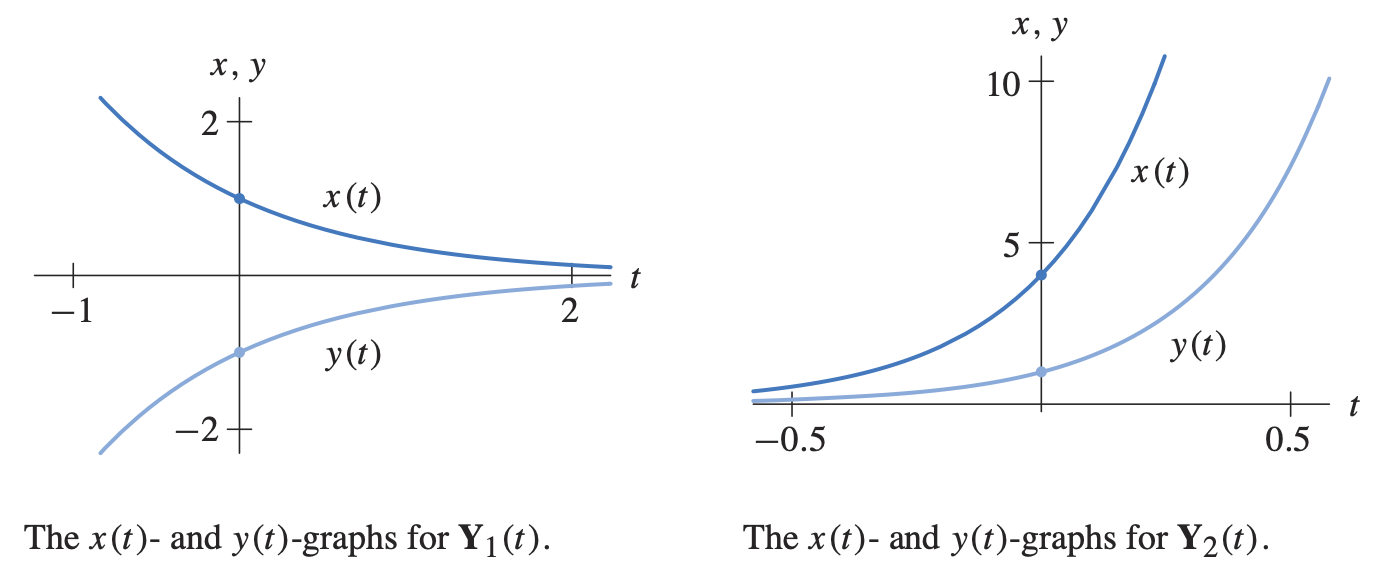 x, y
2
x(t)
t
−1
2
y(t)
−2
The x(t)- and y(t)-graphs for Y₁(t).
x, y
10
x(t)
5
y(t)
t
−0.5
0.5
The x(t)- and y(t)-graphs for Y₂(t).